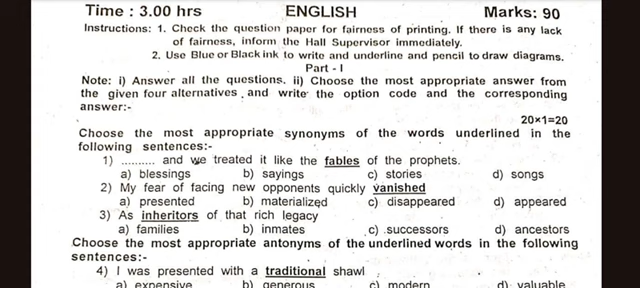 Time : 3.00 hrs ENGLISH Marks: 90
Instructions: 1. Check the question paper for fairness of printing. If there is any lack
of fairness, inform the Hall Supervisor immediately.
2. Use Blue or Black ink to write and underline and pencil to draw diagrams.
Part - I
Note: i) Answer all the questions. ii) Choose the most appropriate answer from
the given four alternatives and write the option code and the corresponding
answer:-
20×1=20
Choose the most appropriate synonyms of the words underlined in the
following sentences:-
1) .......... and we treated it like the fables of the prophets.
a) blessings b) sayings c) stories d) songs
2) My fear of facing new opponents quickly vanished
a) presented b) materialized c) disappeared d) appeared
3) As inheritors of that rich legacy
a) families b) inmates c) successors d) ancestors
Choose the most appropriate antonyms of the underlined words in the following
sentences:-
4) I was presented with a traditional shawl
a) expensive b) generous c) modern d) valuable